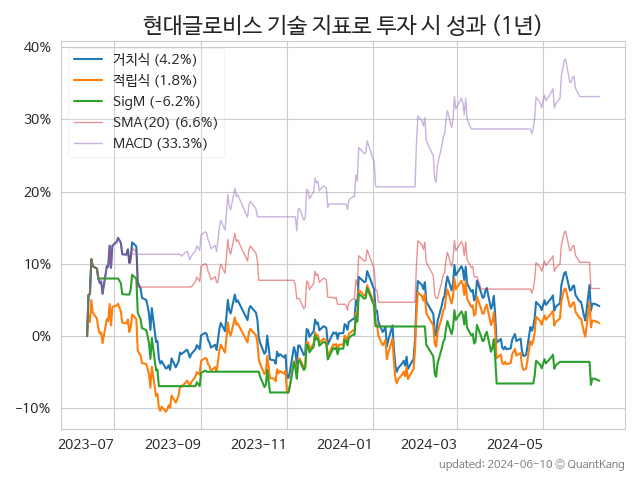 현대글로비스 기술 지표로 투자 시 성과 (1년)
40%
30%
20%
10%
0%
−10%
거치식 (4.2%)
적립식 (1.8%)
SigM (−6.2%)
SMA(20) (6.6%)
MACD (33.3%)
2023-07
2023-09
2023-11
2024-01
2024-03
2024-05
updated: 2024-06-10 ⓒ QuantKang